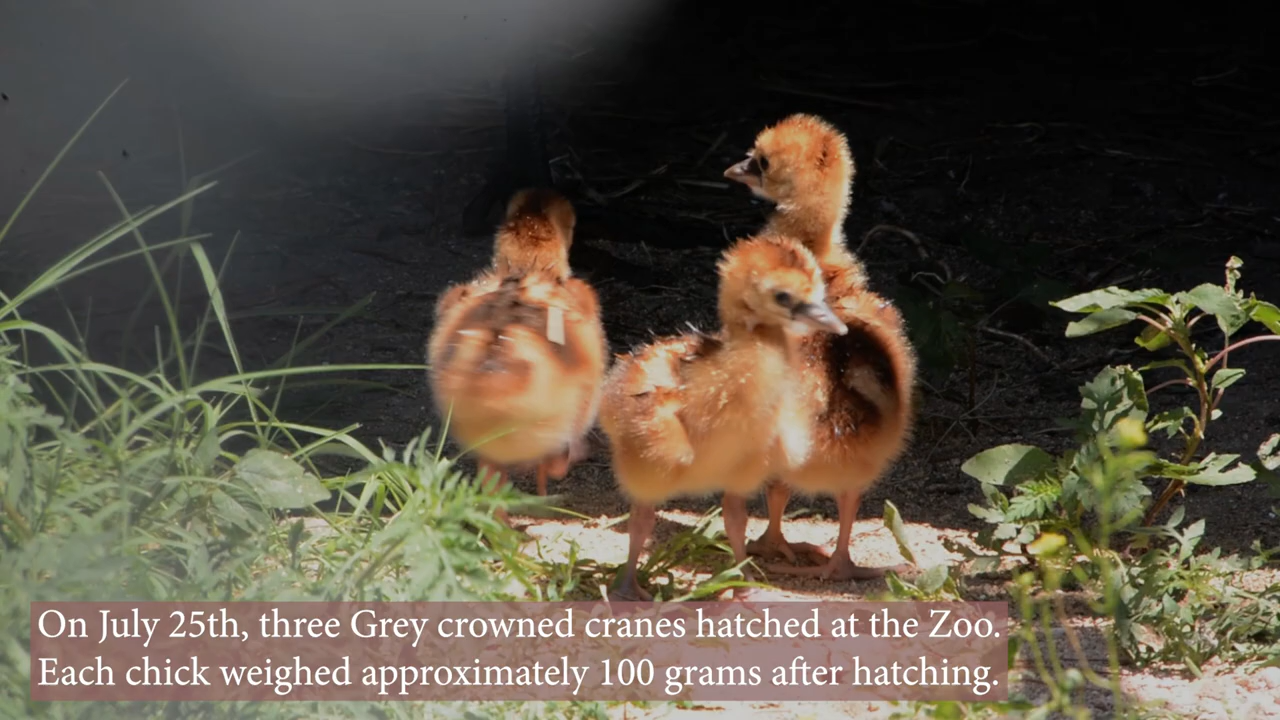 On July 25th, three Grey crowned cranes hatched at the Zoo.
Each chick weighed approximately 100 grams after hatching.